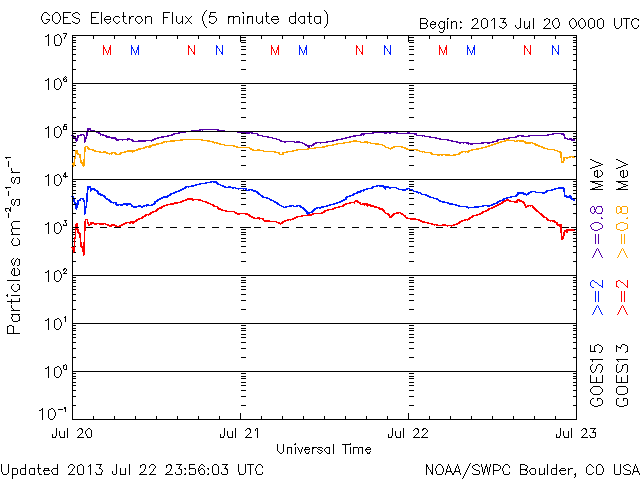 GOES Electron Flux (5 minute data)
Begin: 2013 Jul 20 0000 UTC
M M N N M M N N M M N N
10⁷
10⁶
10⁵
10⁴
10³
10²
10¹
10⁰
10⁻¹
Particles cm⁻²s⁻¹sr⁻¹
Jul 20 Jul 21 Jul 22 Jul 23
Universal Time
GOES15 >=2 >=0.8 MeV
GOES13 >=2 >=0.8 MeV
Updated 2013 Jul 22 23:56:03 UTC
NOAA/SWPC Boulder, CO USA